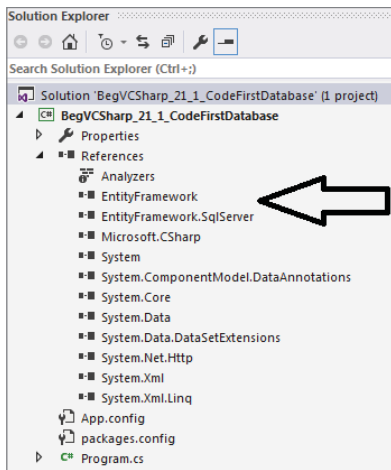 Solution Explorer
Search Solution Explorer (Ctrl+;)
Solution 'BegVCSharp_21_1_CodeFirstDatabase' (1 project)
C# BegVCSharp_21_1_CodeFirstDatabase
Properties
References
Analyzers
EntityFramework
EntityFramework.SqlServer
Microsoft.CSharp
System
System.ComponentModel.DataAnnotations
System.Core
System.Data
System.Data.DataSetExtensions
System.Net.Http
System.Xml
System.Xml.Linq
App.config
packages.config
C# Program.cs